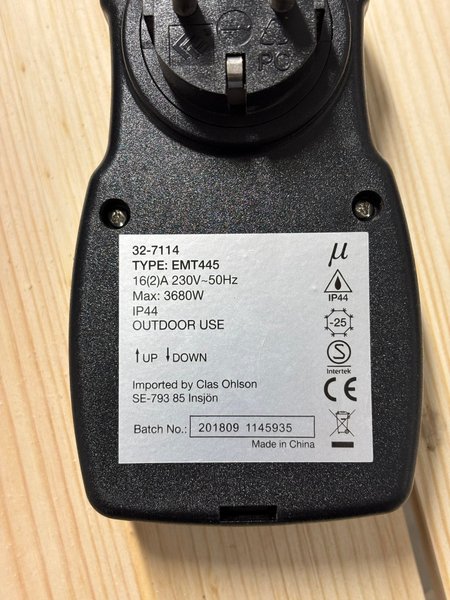 PC
32-7114
TYPE: EMT445
16(2)A 230V~50Hz
Max: 3680W
IP44
OUTDOOR USE
↑UP ↓DOWN
Imported by Clas Ohlson
SE-793 85 Insjön
Batch No.: 201809 1145935
Made in China
µ
IP44
-25
S
Intertek
CE